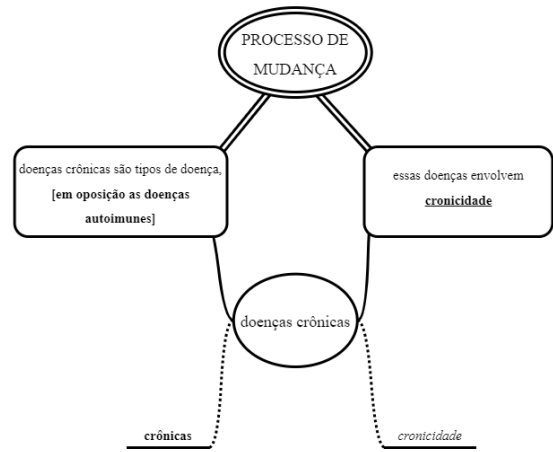 PROCESSO DE
MUDANÇA
doenças crônicas são tipos de doença,
[em oposição as doenças
autoimunes]
essas doenças envolvem
cronicidade
doenças crônicas
crônicas
cronicidade